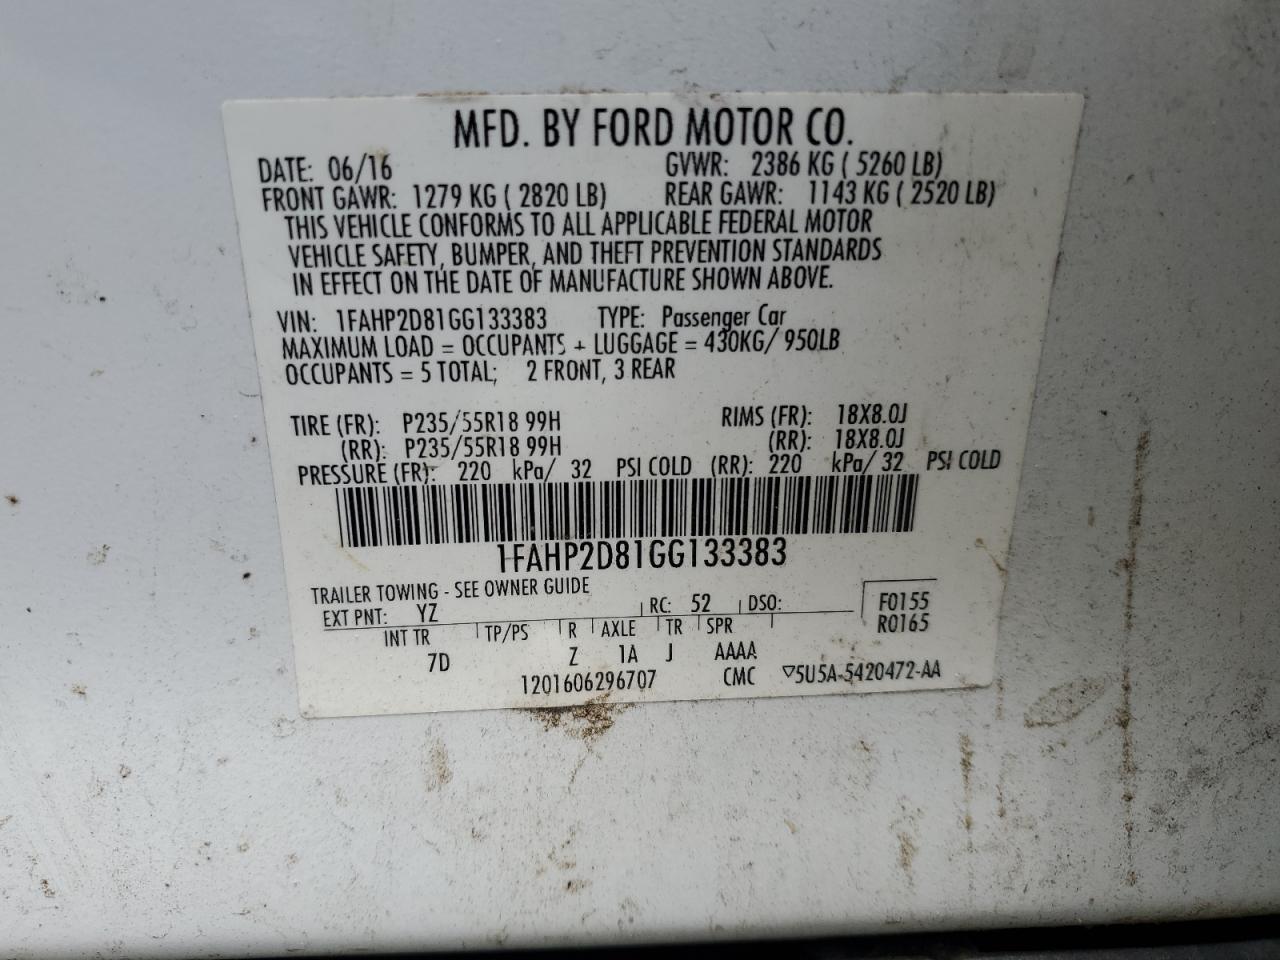 MFD. BY FORD MOTOR CO.
DATE: 06/16 GVWR: 2386 KG ( 5260 LB)
FRONT GAWR: 1279 KG ( 2820 LB) REAR GAWR: 1143 KG ( 2520 LB)
THIS VEHICLE CONFORMS TO ALL APPLICABLE FEDERAL MOTOR
VEHICLE SAFETY, BUMPER, AND THEFT PREVENTION STANDARDS
IN EFFECT ON THE DATE OF MANUFACTURE SHOWN ABOVE.
VIN: 1FAHP2D81GG133383 TYPE: Passenger Car
MAXIMUM LOAD = OCCUPANTS + LUGGAGE = 430KG/ 950LB
OCCUPANTS = 5 TOTAL; 2 FRONT, 3 REAR
TIRE (FR): P235/55R18 99H RIMS (FR): 18X8.0J
(RR): P235/55R18 99H (RR): 18X8.0J
PRESSURE (FR): 220 kPa/ 32 PSI COLD (RR): 220 kPa/ 32 PSI COLD
1FAHP2D81GG133383
TRAILER TOWING - SEE OWNER GUIDE
EXT PNT: YZ RC: 52 DSO: F0155
INT TR TP/PS R AXLE TR SPR R0165
7D Z 1A J AAAA
1201606296707 CMC ▽5U5A-5420472-AA